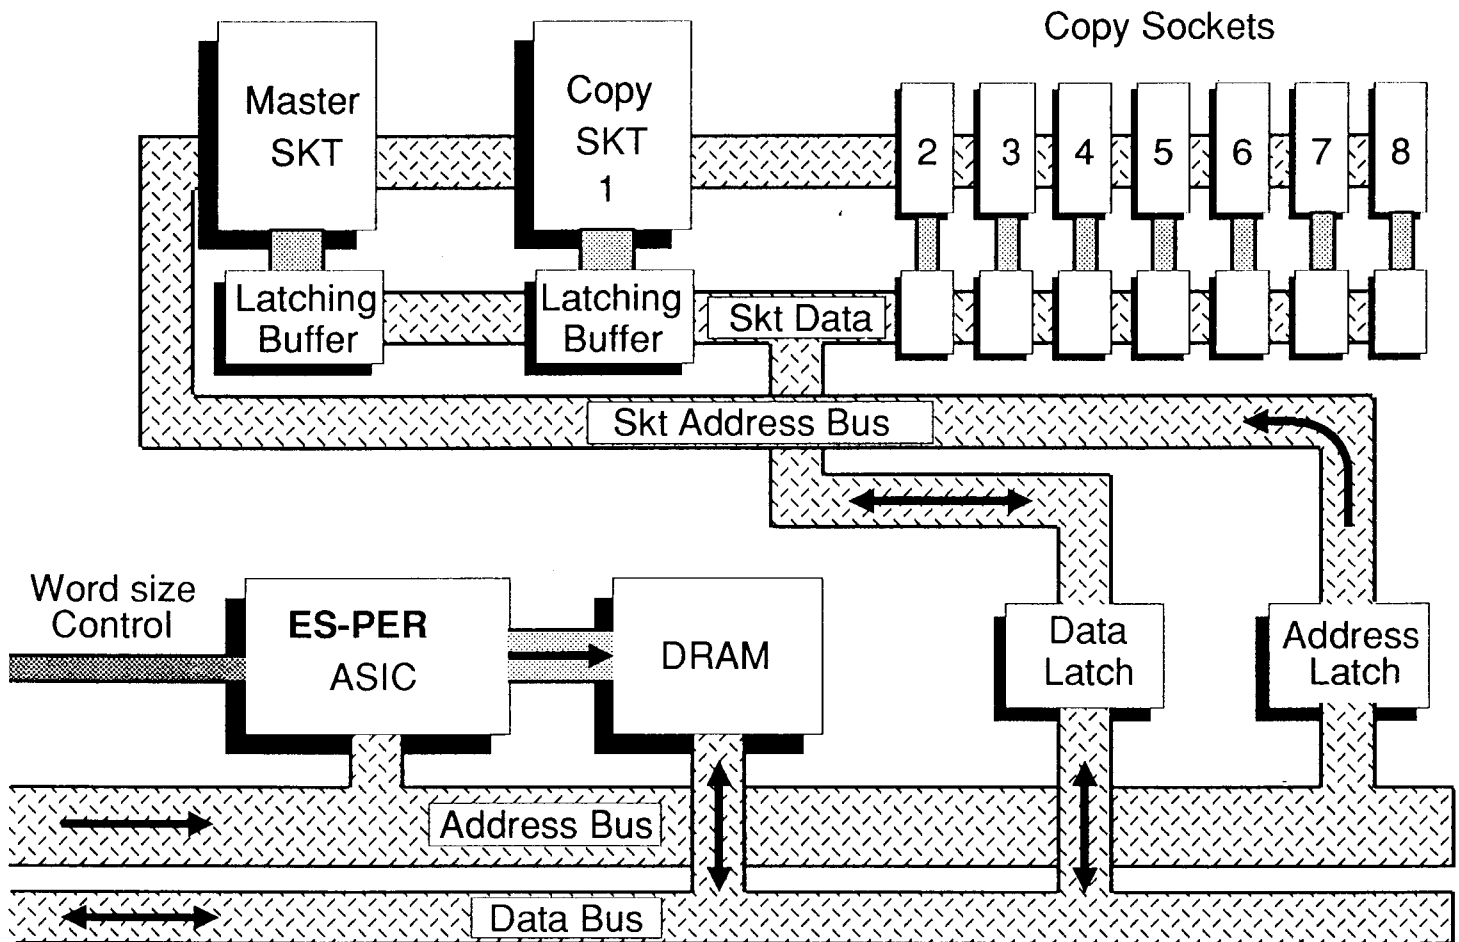 Copy Sockets
Master
SKT
Copy
SKT
1
2
3
4
5
6
7
8
Latching
Buffer
Latching
Buffer
Skt Data
Skt Address Bus
Word size
Control
ES-PER
ASIC
DRAM
Data
Latch
Address
Latch
Address Bus
Data Bus